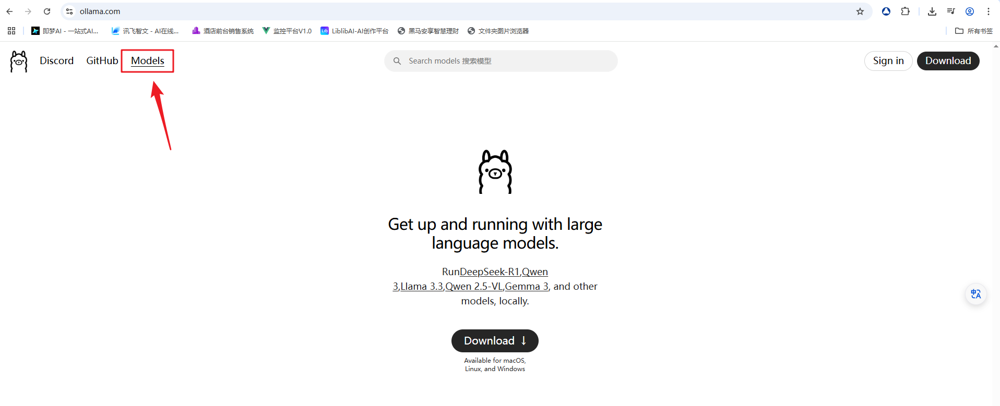 ollama.com
即梦AI - 一站式AI...
讯飞智文 - AI在线...
酒店前台销售系统
监控平台V1.0
Lib
LiblibAI-AI创作平台
黑马安享智慧理财
文件夹图片浏览器
所有书签
Discord
GitHub
Models
Search models 搜索模型
Sign in
Download
Get up and running with large
language models.
RunDeepSeek-R1,Qwen
3,Llama 3.3,Qwen 2.5-VL,Gemma 3, and other
models, locally.
Download ↓
Available for macOS,
Linux, and Windows
中A